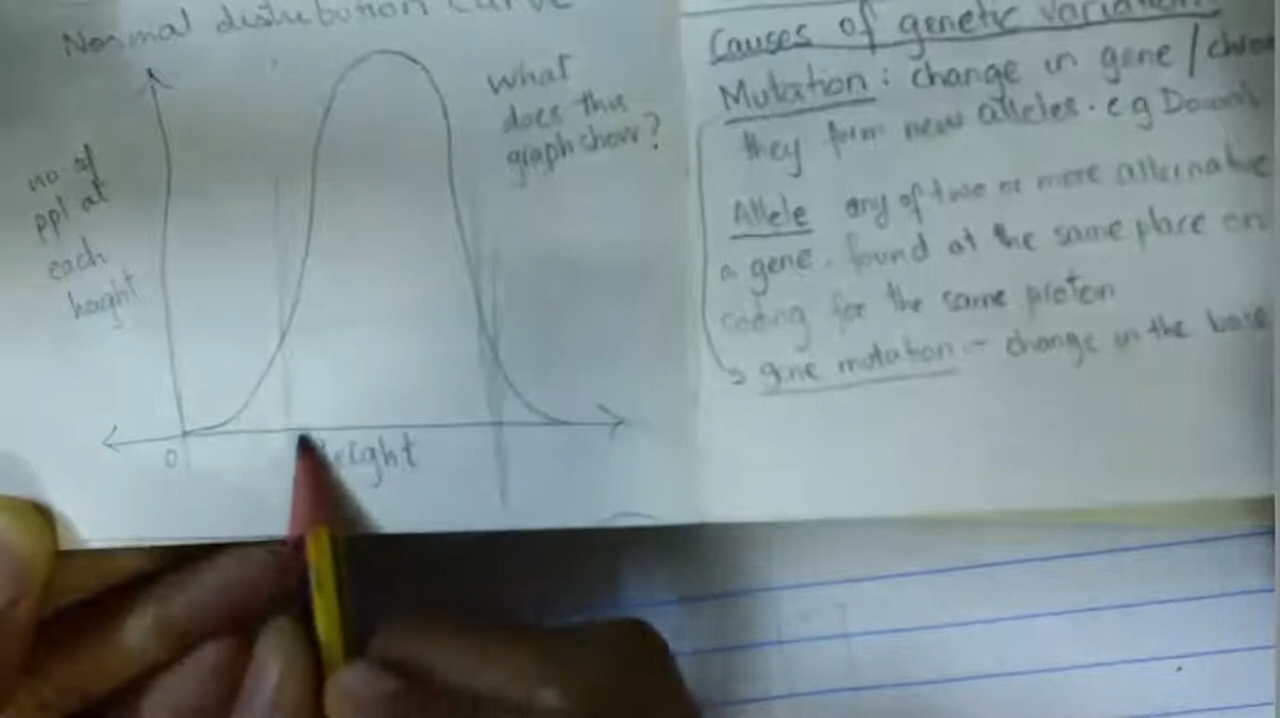 Normal distribution curve
no of
ppl at
each
height
what
does this
graph show?
0
height
Causes of genetic variation
Mutation : change in gene /
they form new alleles. eg Down
Allele any of two or more alternative
a gene. found at the same place on
coding for the same protein
gene mutation - change in the base